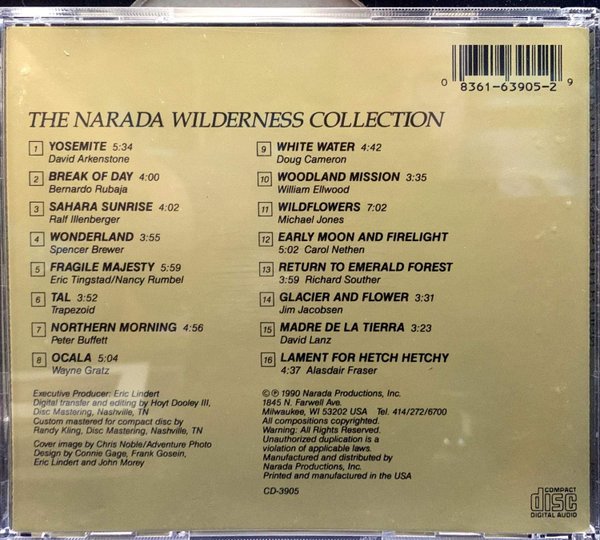 0 8361-63905-2 9
THE NARADA WILDERNESS COLLECTION
1 YOSEMITE 5:34
David Arkenstone
2 BREAK OF DAY 4:00
Bernardo Rubaja
3 SAHARA SUNRISE 4:02
Ralf Illenberger
4 WONDERLAND 3:55
Spencer Brewer
5 FRAGILE MAJESTY 5:59
Eric Tingstad/Nancy Rumbel
6 TAL 3:52
Trapezoid
7 NORTHERN MORNING 4:56
Peter Buffett
8 OCALA 5:04
Wayne Gratz
9 WHITE WATER 4:42
Doug Cameron
10 WOODLAND MISSION 3:35
William Ellwood
11 WILDFLOWERS 7:02
Michael Jones
12 EARLY MOON AND FIRELIGHT
5:02 Carol Nethen
13 RETURN TO EMERALD FOREST
3:59 Richard Souther
14 GLACIER AND FLOWER 3:31
Jim Jacobsen
15 MADRE DE LA TIERRA 3:23
David Lanz
16 LAMENT FOR HETCH HETCHY
4:37 Alasdair Fraser
Executive Producer: Eric Lindert
Digital transfer and editing by Hoyt Dooley III,
Disc Mastering, Nashville, TN
Custom mastered for compact disc by
Randy Kling, Disc Mastering, Nashville, TN
Cover image by Chris Noble/Adventure Photo
Design by Connie Gage, Frank Gosein,
Eric Lindert and John Morey
© ℗ 1990 Narada Productions, Inc.
1845 N. Farwell Ave.
Milwaukee, WI 53202 USA Tel. 414/272/6700
All compositions copyrighted.
Warning: All Rights Reserved.
Unauthorized duplication is a
violation of applicable laws.
Manufactured and distributed by
Narada Productions, Inc.
Printed and manufactured in the USA
CD-3905
COMPACT
disc
DIGITAL AUDIO